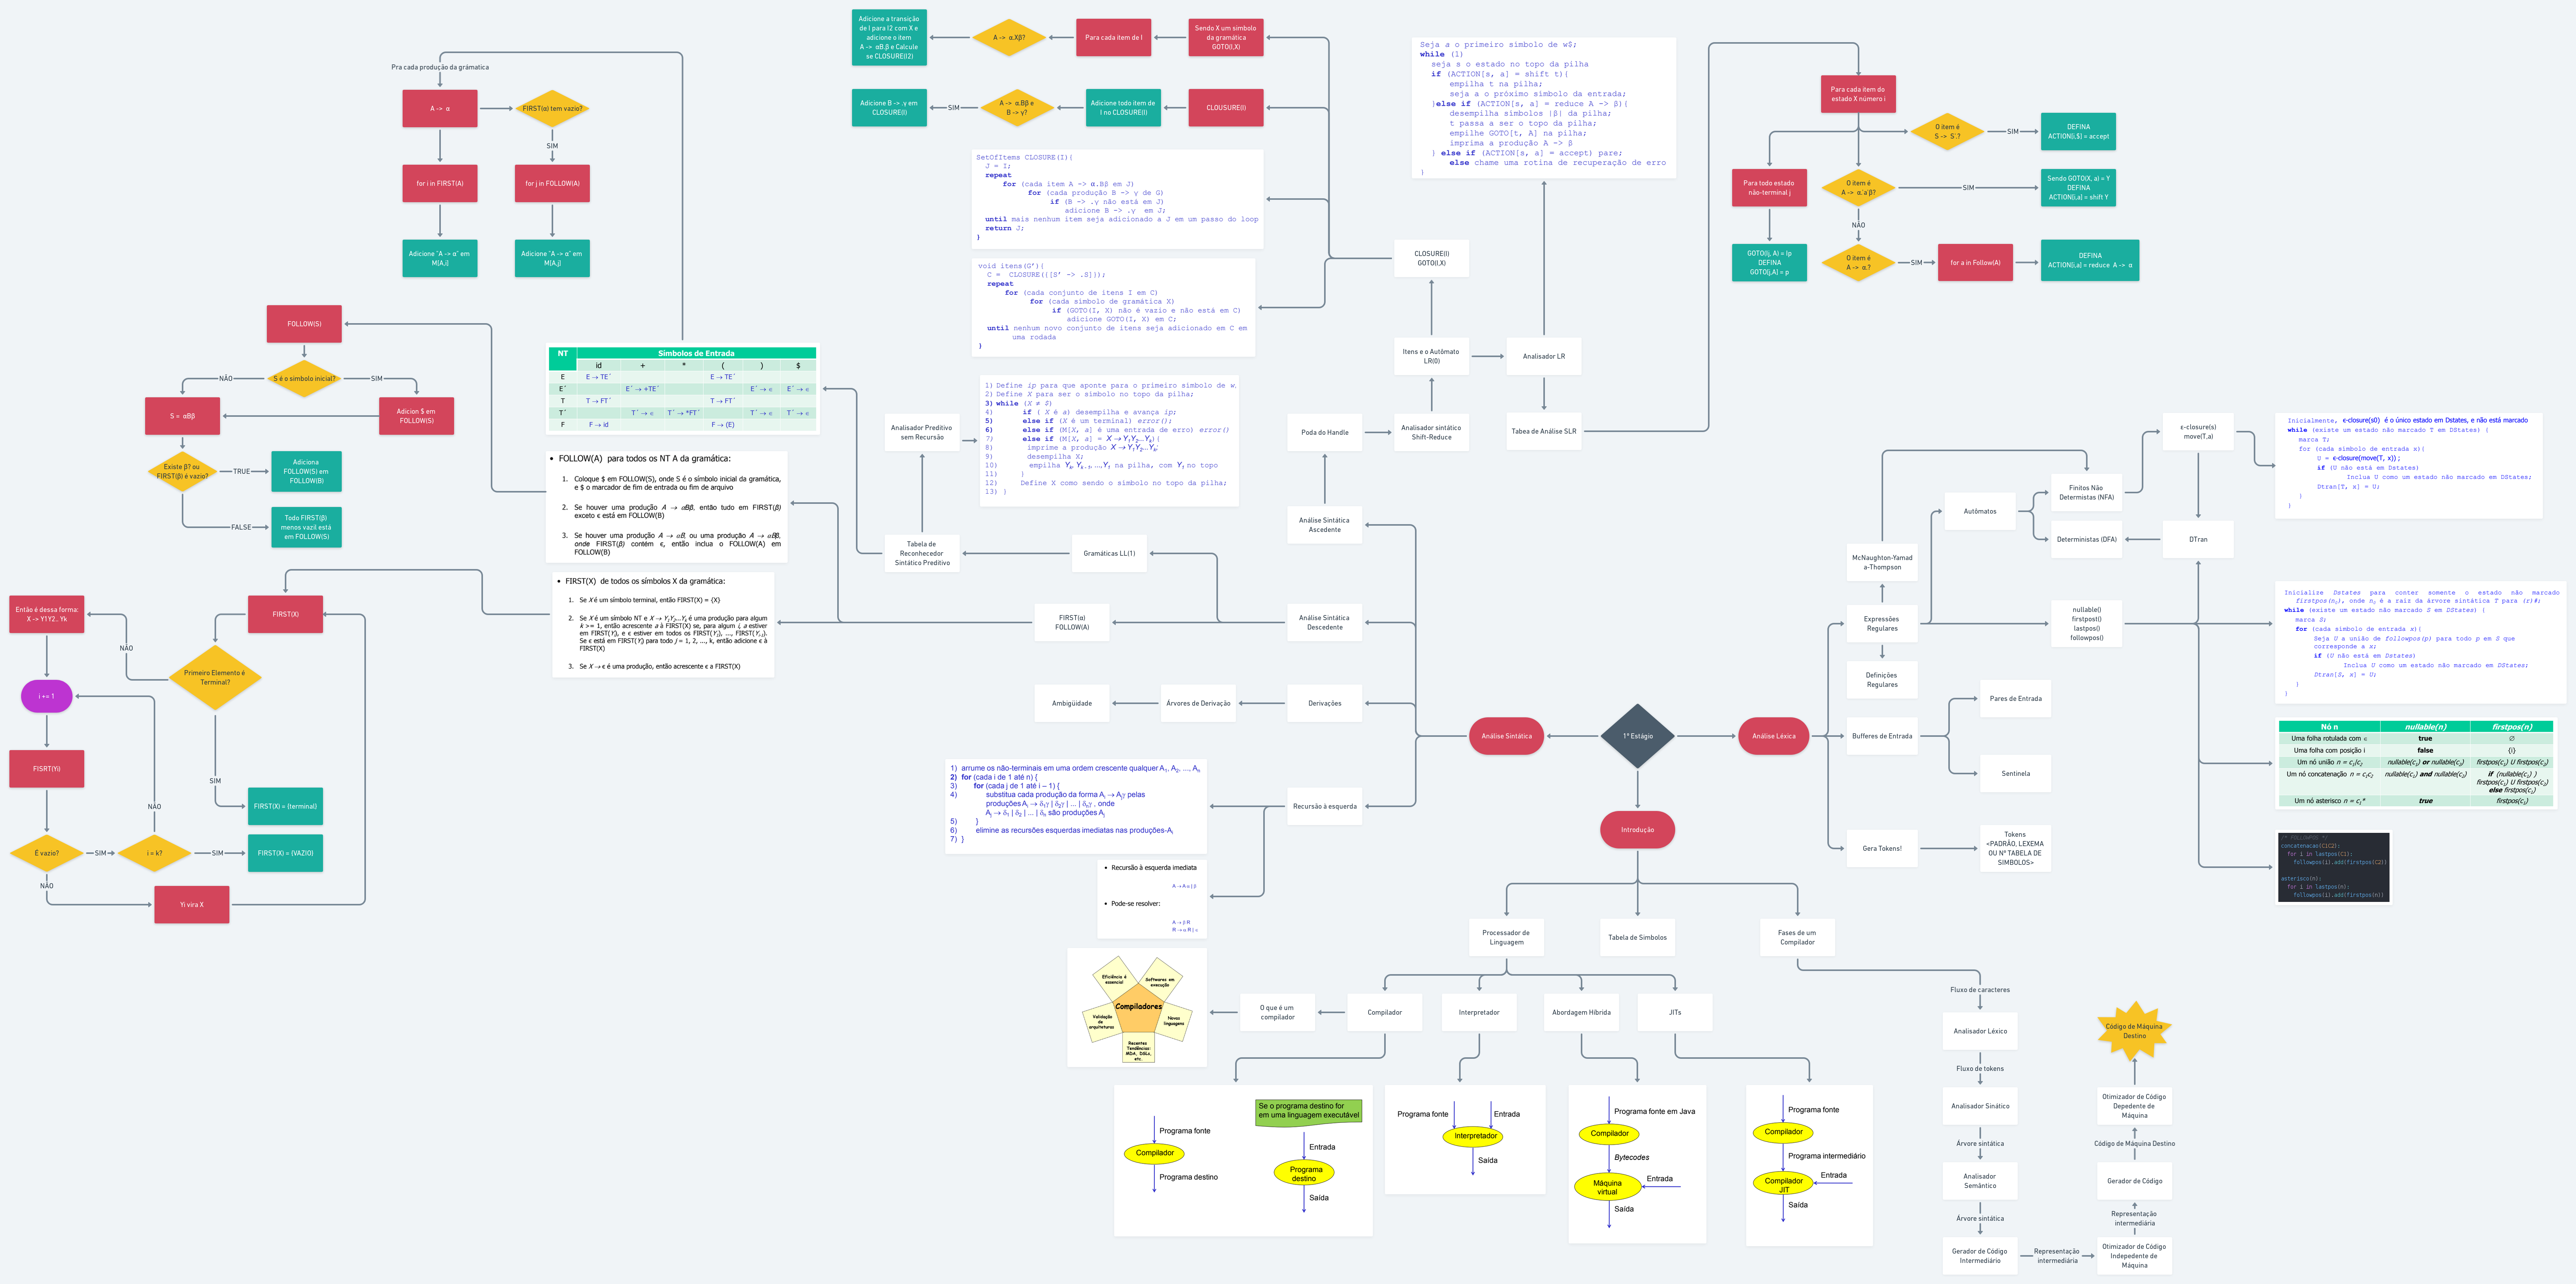 Adicione a transição
de I para I2 com X e
adicione o item
A -> αB.β e Calcule
se CLOSURE(I2)
A -> α.Xβ?
Para cada item de I
Sendo X um simbolo
da gramática
GOTO(I,X)
Adicione B -> .γ em
CLOSURE(I)
SIM
A -> α.Bβ e
B -> γ?
Adicione todo item de
I no CLOSURE(I)
CLOUSURE(I)
Pra cada produção da grámatica
A -> α
FIRST(α) tem vazio?
SIM
for i in FIRST(A)
for j in FOLLOW(A)
Adicione "A -> α" em
M[A,i]
Adicione "A -> α" em
M[A,j]
SetOfItems CLOSURE(I){
J = I;
repeat
for (cada item A -> α.Bβ em J)
for (cada produção B -> γ de G)
if (B -> .γ não está em J)
adicione B -> .γ em J;
until mais nenhum item seja adicionado a J em um passo do loop
return J;
}
void itens(G’){
C = CLOSURE({[S’ -> .S]});
repeat
for (cada conjunto de itens I em C)
for (cada símbolo de gramática X)
if (GOTO(I, X) não é vazio e não está em C)
adicione GOTO(I, X) em C;
until nenhum novo conjunto de itens seja adicionado em C em
uma rodada
}
Seja a o primeiro símbolo de w$;
while (1)
seja s o estado no topo da pilha
if (ACTION[s, a] = shift t){
empilha t na pilha;
seja a o próximo símbolo da entrada;
}else if (ACTION[s, a] = reduce A -> β){
desempilha símbolos |β| da pilha;
t passa a ser o topo da pilha;
empilhe GOTO[t, A] na pilha;
imprima a produção A -> β
} else if (ACTION[s, a] = accept) pare;
else chame uma rotina de recuperação de erro
}
Para cada item do
estado X número i
O item é
S -> S'.?
SIM
DEFINA
ACTION[i,$] = accept
Para todo estado
não-terminal j
O item é
A -> α.'a'β?
SIM
Sendo GOTO(X, a) = Y
DEFINA
ACTION[i,a] = shift Y
NÃO
GOTO(Ij, A) = Ip
DEFINA
GOTO(j,A) = p
O item é
A -> α.?
SIM
for a in Follow(A)
DEFINA
ACTION[i,a] = reduce A -> α
CLOSURE(I)
GOTO(I,X)
Itens e o Autômato
LR(0)
Analisador LR
Poda do Handle
Analisador sintático
Shift-Reduce
Tabea de Análise SLR
Análise Sintática
Ascedente
FOLLOW(S)
S é o simbolo inicial?
NÃO
SIM
S = αBβ
Adicion $ em
FOLLOW(S)
Existe β? ou
FIRST(β) é vazio?
TRUE
Adiciona
FOLLOW(S) em
FOLLOW(B)
FALSE
Todo FIRST(β)
menos vazil está
em FOLLOW(S)
NT
Símbolos de Entrada
id + * ( ) $
E E → TE´ E → TE´
E´ E´ → +TE´ E´ → ϵ E´ → ϵ
T T → FT´ T → FT´
T´ T´ → ϵ T´ → *FT´ T´ → ϵ T´ → ϵ
F F → id F → (E)
Analisador Preditivo
sem Recursão
1) Define ip para que aponte para o primeiro símbolo de w.
2) Define X para ser o símbolo no topo da pilha;
3) while (X ≠ $)
4) if ( X é a) desempilha e avança ip;
5) else if (X é um terminal) error();
6) else if (M[X, a] é uma entrada de erro) error()
7) else if (M[X, a] = X → Y1Y2...Yk){
8) imprime a produção X → Y1Y2...Yk;
9) desempilha X;
10) empilha Yk, Yk - 1, ...,Y1 na pilha, com Y1 no topo
11) }
12) Define X como sendo o símbolo no topo da pilha;
13) }
• FOLLOW(A) para todos os NT A da gramática:
1. Coloque $ em FOLLOW(S), onde S é o símbolo inicial da gramática,
e $ o marcador de fim de entrada ou fim de arquivo
2. Se houver uma produção A → αBβ, então tudo em FIRST(β)
exceto ϵ está em FOLLOW(B)
3. Se houver uma produção A → αB, ou uma produção A → αBβ,
onde FIRST(β) contém ϵ, então inclua o FOLLOW(A) em
FOLLOW(B)
Tabela de
Reconhecedor
Sintático Preditivo
Gramáticas LL(1)
• FIRST(X) de todos os símbolos X da gramática:
1. Se X é um símbolo terminal, então FIRST(X) = {X}
2. Se X é um símbolo NT e X → Y1Y2...Yk é uma produção para algum
k >= 1, então acrescente a à FIRST(X) se, para algum i, a estiver
em FIRST(Yi), e ϵ estiver em todos os FIRST(Y1), ..., FIRST(Yi-1).
Se ϵ está em FIRST(Yj) para todo j = 1, 2, ..., k, então adicione ϵ à
FIRST(X)
3. Se X → ϵ é uma produção, então acrescente ϵ a FIRST(X)
FIRST(α)
FOLLOW(A)
Análise Sintática
Descedente
Então é dessa forma:
X -> Y1Y2.. Yk
FIRST(X)
NÃO
Primeiro Elemento é
Terminal?
i += 1
FISRT(Yi)
NÃO
SIM
FIRST(X) = {terminal}
É vazio?
SIM
i = k?
SIM
FIRST(X) = {VAZIO}
NÃO
Yi vira X
Ambigüidade
Árvores de Derivação
Derivações
Análise Sintática
1º Estágio
Análise Léxica
1) arrume os não-terminais em uma ordem crescente qualquer A1, A2, ..., An
2) for (cada i de 1 até n) {
3) for (cada j de 1 até i – 1) {
4) substitua cada produção da forma Ai → Ajγ pelas
produções Ai → δ1γ | δ2γ | ... | δkγ , onde
Aj → δ1 | δ2 | ... | δk são produções Aj
5) }
6) elimine as recursões esquerdas imediatas nas produções-Ai
7) }
Recursão à esquerda
• Recursão à esquerda imediata
A → A α | β
• Pode-se resolver:
A → β R
R → α R | ϵ
McNaughton-Yamad
a-Thompson
Expressões
Regulares
Definições
Regulares
Autômatos
Finitos Não
Determistas (NFA)
Deterministas (DFA)
ε-closure(s)
move(T,a)
DTran
Inicialmente, ϵ-closure(s0) é o único estado em Dstates, e não está marcado
while (existe um estado não marcado T em DStates) {
marca T;
for (cada símbolo de entrada x){
U = ϵ-closure(move(T, x)) ;
if (U não está em Dstates)
Inclua U como um estado não marcado em DStates;
Dtran[T, x] = U;
}
}
nullable()
firstpost()
lastpos()
followpos()
Inicialize Dstates para conter somente o estado não marcado
firstpos(n0), onde n0 é a raíz da árvore sintática T para (r)#;
while (existe um estado não marcado S em DStates) {
marca S;
for (cada símbolo de entrada x){
Seja U a união de followpos(p) para todo p em S que
corresponde a x;
if (U não está em Dstates)
Inclua U como um estado não marcado em DStates;
Dtran[S, x] = U;
}
}
Bufferes de Entrada
Pares de Entrada
Sentinela
Nó n nullable(n) firstpos(n)
Uma folha rotulada com ϵ true ∅
Uma folha com posição i false {i}
Um nó união n = c1|c2 nullable(c1) or nullable(c2) firstpos(c1) U firstpos(c2)
Um nó concatenação n = c1c2 nullable(c1) and nullable(c2) if (nullable(c1) )
firstpos(c1) U firstpos(c2)
else firstpos(c1)
Um nó asterisco n = c1* true firstpos(c1)
Gera Tokens!
Tokens
<PADRÃO, LEXEMA
OU Nº TABELA DE
SIMBOLOS>
/* FOLLOWPOS */
concatenacao(C1C2):
for i in lastpos(C1):
followpos(i).add(firstpos(C2))
asterisco(n):
for i in lastpos(n):
followpos(i).add(firstpos(n))
Introdução
Processador de
Linguagem
Tabela de Simbolos
Fases de um
Compilador
Eficiência é
essencial
Softwares em
execução
Compiladores
Validação
de
arquiteturas
Novas
linguagens
Recentes
Tendências:
MDA, DSLs,
etc.
O que é um
compilador
Compilador
Interpretador
Abordagem Híbrida
JITs
Programa fonte
Compilador
Programa destino
Se o programa destino for
em uma linguagem executável
Entrada
Programa
destino
Saída
Programa fonte
Entrada
Interpretador
Saída
Programa fonte em Java
Compilador
Bytecodes
Máquina
virtual
Entrada
Saída
Programa fonte
Compilador
Programa intermediário
Compilador
JIT
Entrada
Saída
Fluxo de caracteres
Analisador Léxico
Fluxo de tokens
Analisador Sinático
Árvore sintática
Analisador
Semântico
Árvore sintática
Gerador de Código
Intermediário
Representação
intermediária
Otimizador de Código
Indepedente de
Máquina
Representação
intermediária
Gerador de Código
Código de Máquina Destino
Otimizador de Código
Depedente de
Máquina
Código de Máquina
Destino